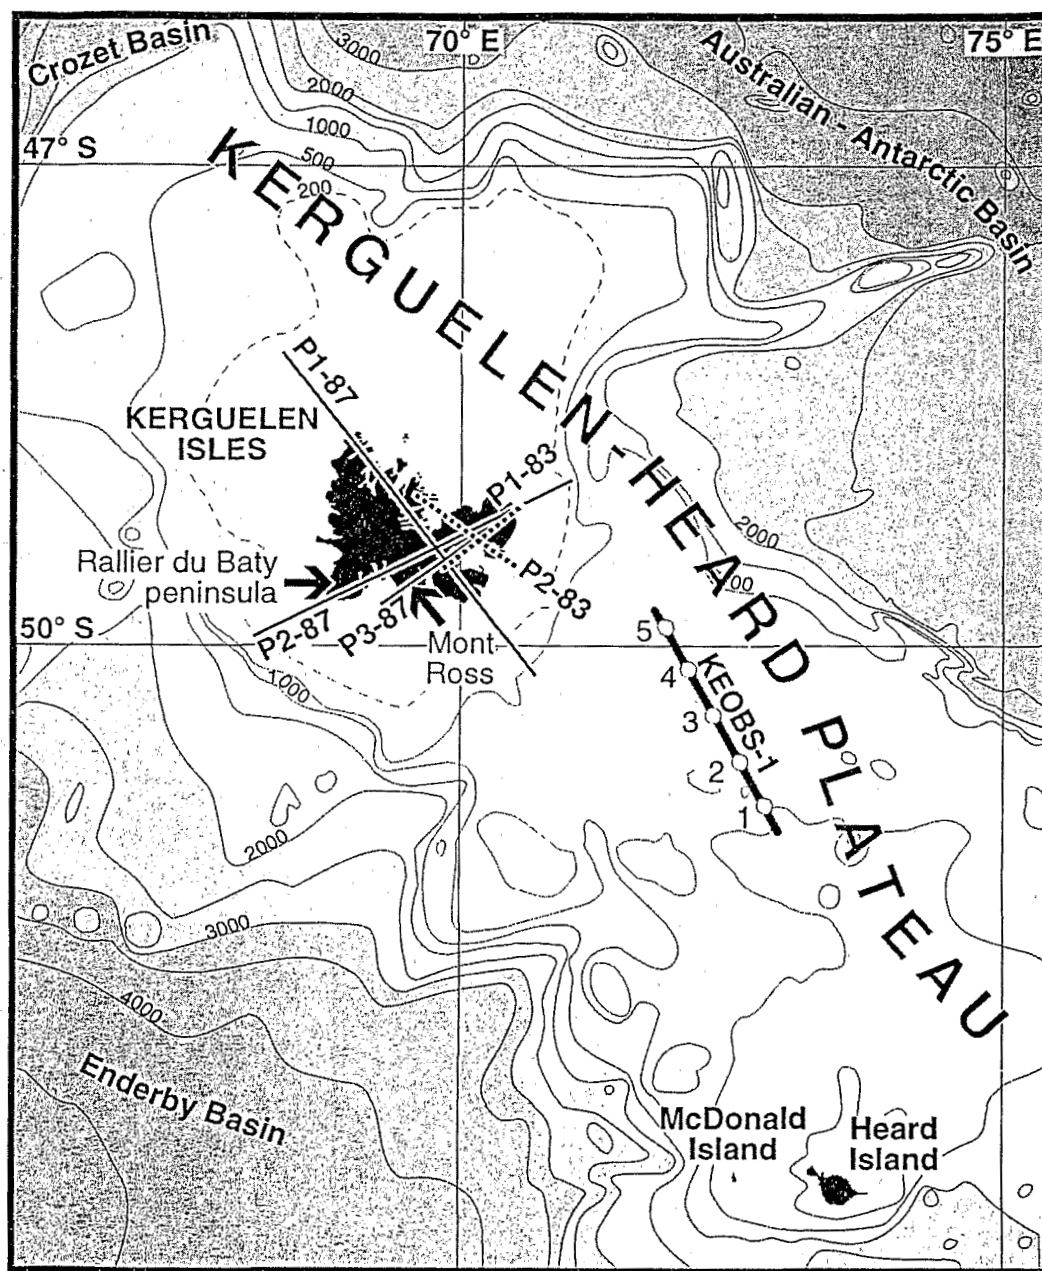 Crozet Basin
3000
70° E
75° E
Australian - Antarctic Basin
2000
1000
47° S
500
200
KERGUELEN-HEARD PLATEAU
P1-87
KERGUELEN
ISLES
P1-83
2000
Rallier du Baty
peninsula
P2-83
50° S
P2-87
P3-87
Mont
Ross
5
4
KEOBS-1
3
2
1
1000
2000
3000
4000
Enderby Basin
McDonald
Island
Heard
Island